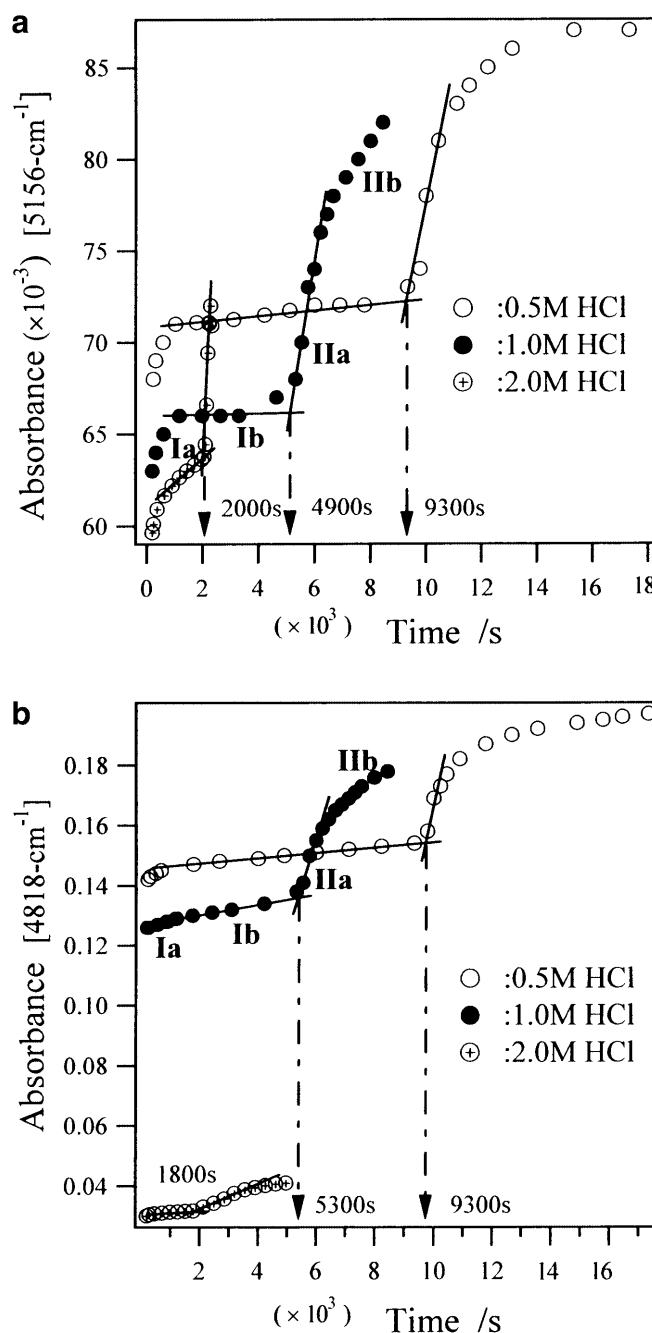 a
Absorbance (×10⁻³) [5156-cm⁻¹]
85
80
75
70
65
60
IIb
IIa
Ia
Ib
:0.5M HCl
:1.0M HCl
:2.0M HCl
2000s
4900s
9300s
0 2 4 6 8 10 12 14 16 18
(×10³) Time /s
b
Absorbance [4818-cm⁻¹]
0.18
0.16
0.14
0.12
0.10
0.08
0.06
0.04
IIb
IIa
Ia
Ib
:0.5M HCl
:1.0M HCl
:2.0M HCl
1800s
5300s
9300s
2 4 6 8 10 12 14 16
(×10³) Time /s